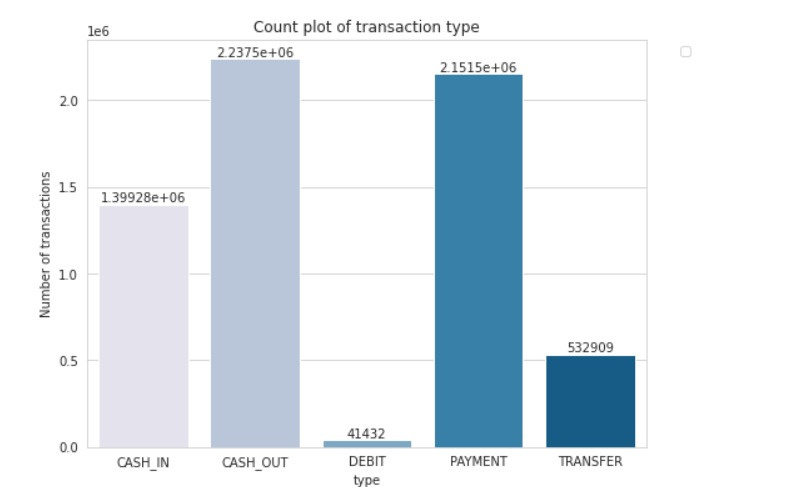 Count plot of transaction type
1e6
2.2375e+06
2.1515e+06
2.0
1.5
1.39928e+06
Number of transactions
1.0
532909
0.5
41432
0.0
CASH_IN CASH_OUT DEBIT PAYMENT TRANSFER
type